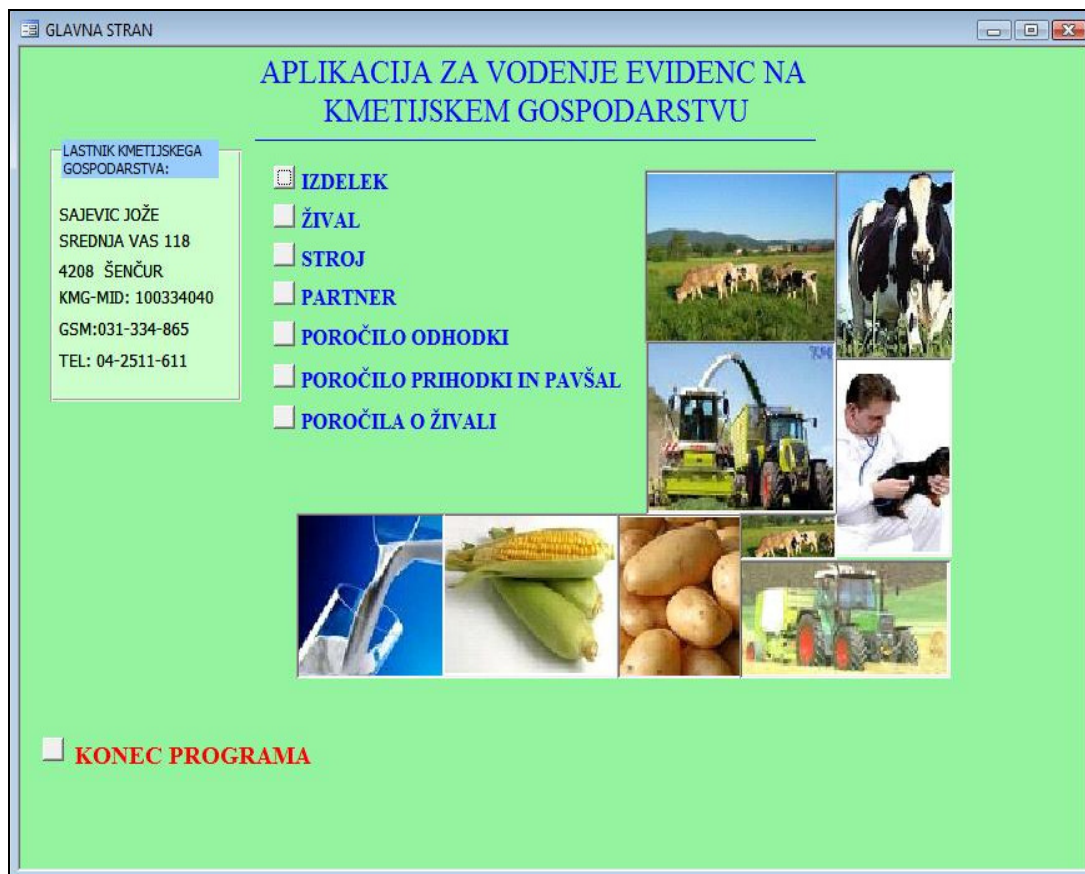 GLAVNA STRAN
APLIKACIJA ZA VODENJE EVIDENC NA
KMETIJSKEM GOSPODARSTVU
LASTNIK KMETIJSKEGA
GOSPODARSTVA:
SAJEVIC JOŽE
SREDNJA VAS 118
4208 ŠENČUR
KMG-MID: 100334040
GSM:031-334-865
TEL: 04-2511-611
IZDELEK
ŽIVAL
STROJ
PARTNER
POROČILO ODHODKI
POROČILO PRIHODKI IN PAVŠAL
POROČILA O ŽIVALI
KONEC PROGRAMA